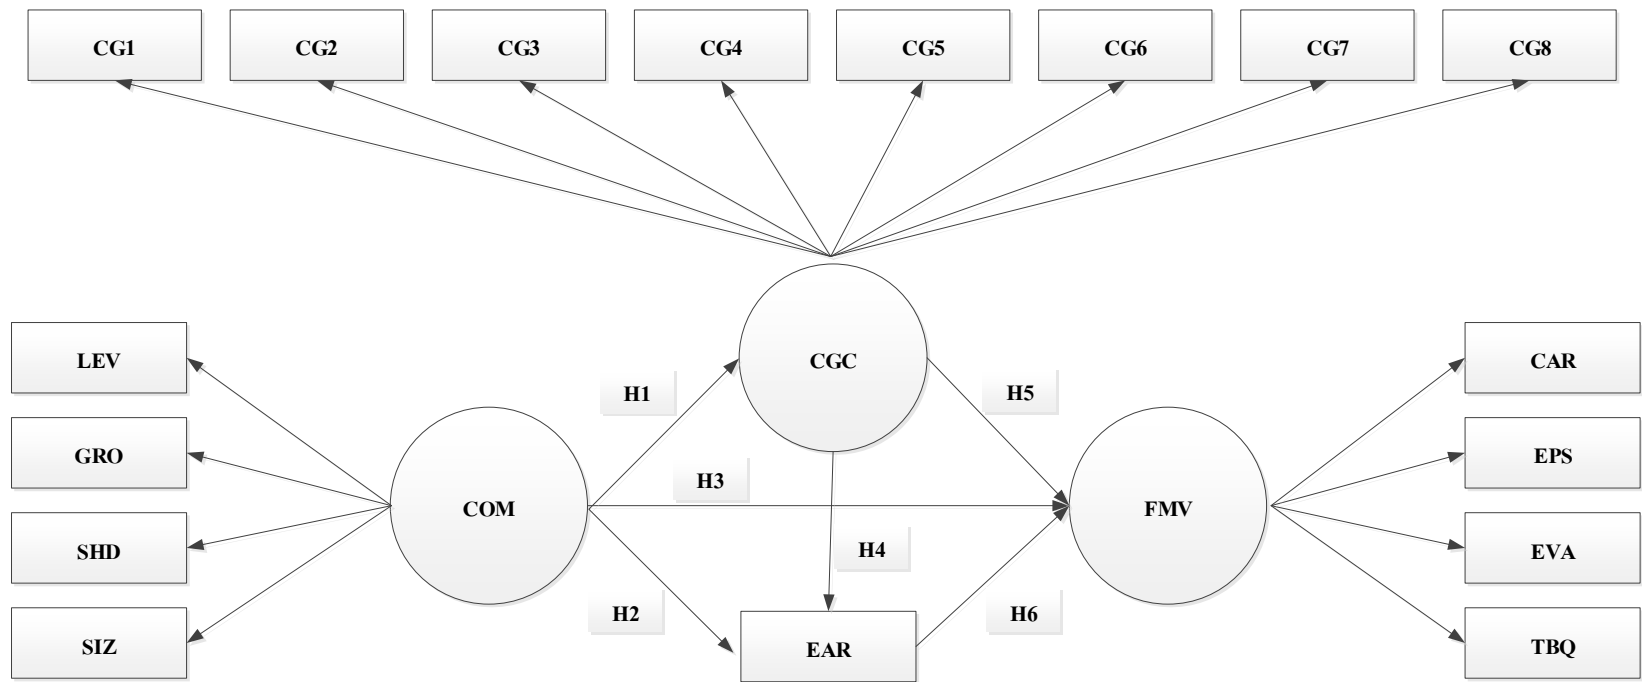 CG1
CG2
CG3
CG4
CG5
CG6
CG7
CG8
LEV
CGC
CAR
H1
H5
GRO
EPS
H3
COM
FMV
SHD
H4
EVA
H2
H6
SIZ
EAR
TBQ